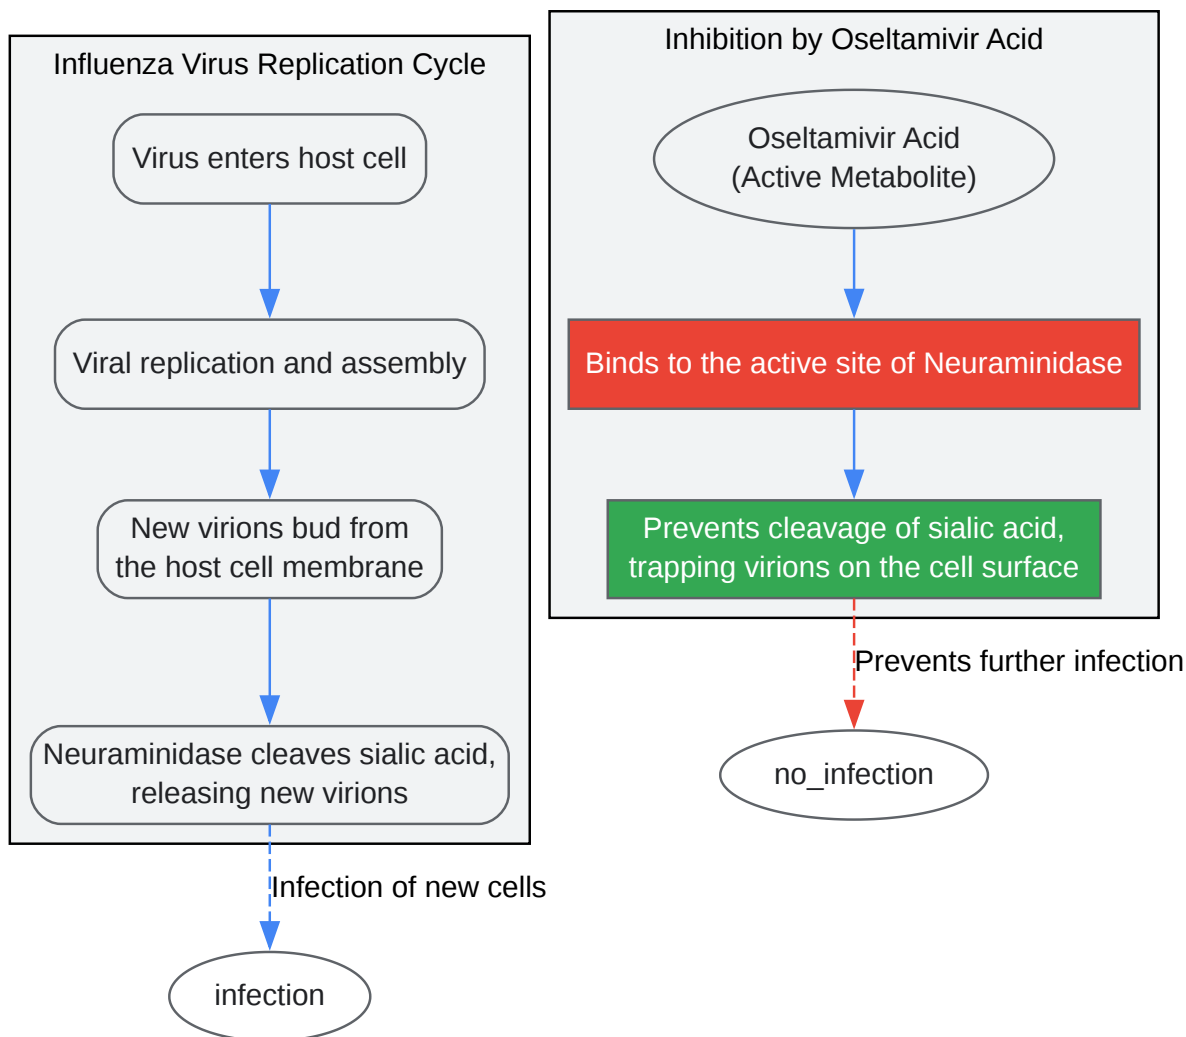 Influenza Virus Replication Cycle
Virus enters host cell
Viral replication and assembly
New virions bud from
the host cell membrane
Neuraminidase cleaves sialic acid,
releasing new virions
Infection of new cells
infection
Inhibition by Oseltamivir Acid
Oseltamivir Acid
(Active Metabolite)
Binds to the active site of Neuraminidase
Prevents cleavage of sialic acid,
trapping virions on the cell surface
Prevents further infection
no_infection